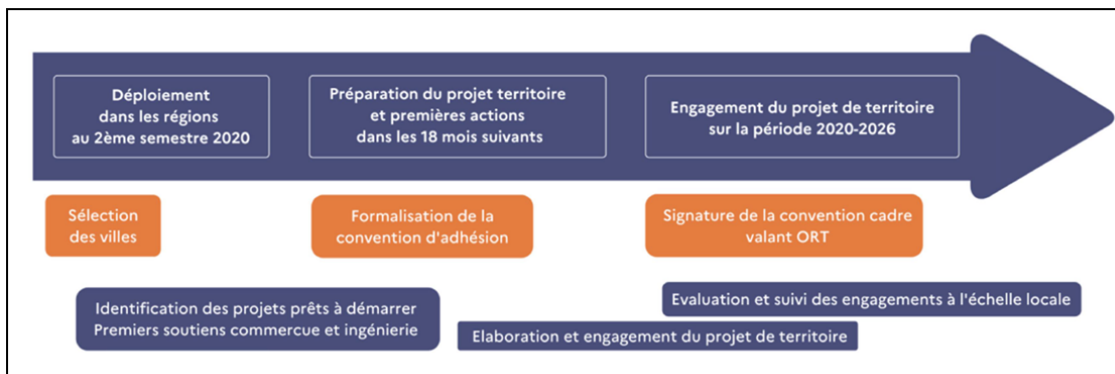 Déploiement
dans les régions
au 2ème semestre 2020
Préparation du projet territoire
et premières actions
dans les 18 mois suivants
Engagement du projet de territoire
sur la période 2020-2026
Sélection
des villes
Formalisation de la
convention d'adhésion
Signature de la convention cadre
valant ORT
Identification des projets prêts à démarrer
Premiers soutiens commercue et ingénierie
Evaluation et suivi des engagements à l'échelle locale
Elaboration et engagement du projet de territoire